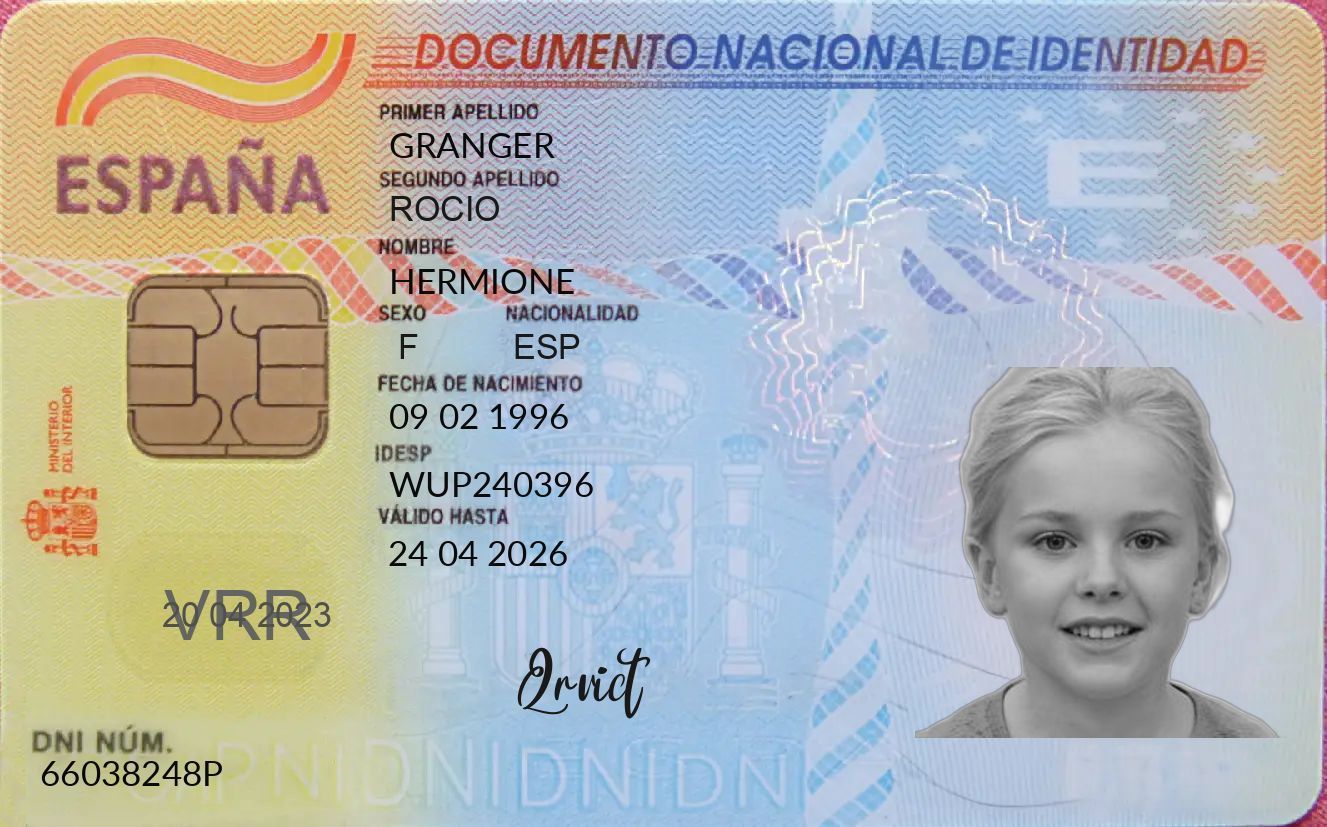 DOCUMENTO NACIONAL DE IDENTIDAD
ESPAÑA
PRIMER APELLIDO
GRANGER
SEGUNDO APELLIDO
ROCIO
NOMBRE
HERMIONE
SEXO NACIONALIDAD
F ESP
FECHA DE NACIMIENTO
09 02 1996
IDESP
WUP240396
VÁLIDO HASTA
24 04 2026
MINISTERIO
DEL INTERIOR
20 04 2023
VRR
Qrvict
DNI NÚM.
66038248P
E
DNIDNIDNIDN